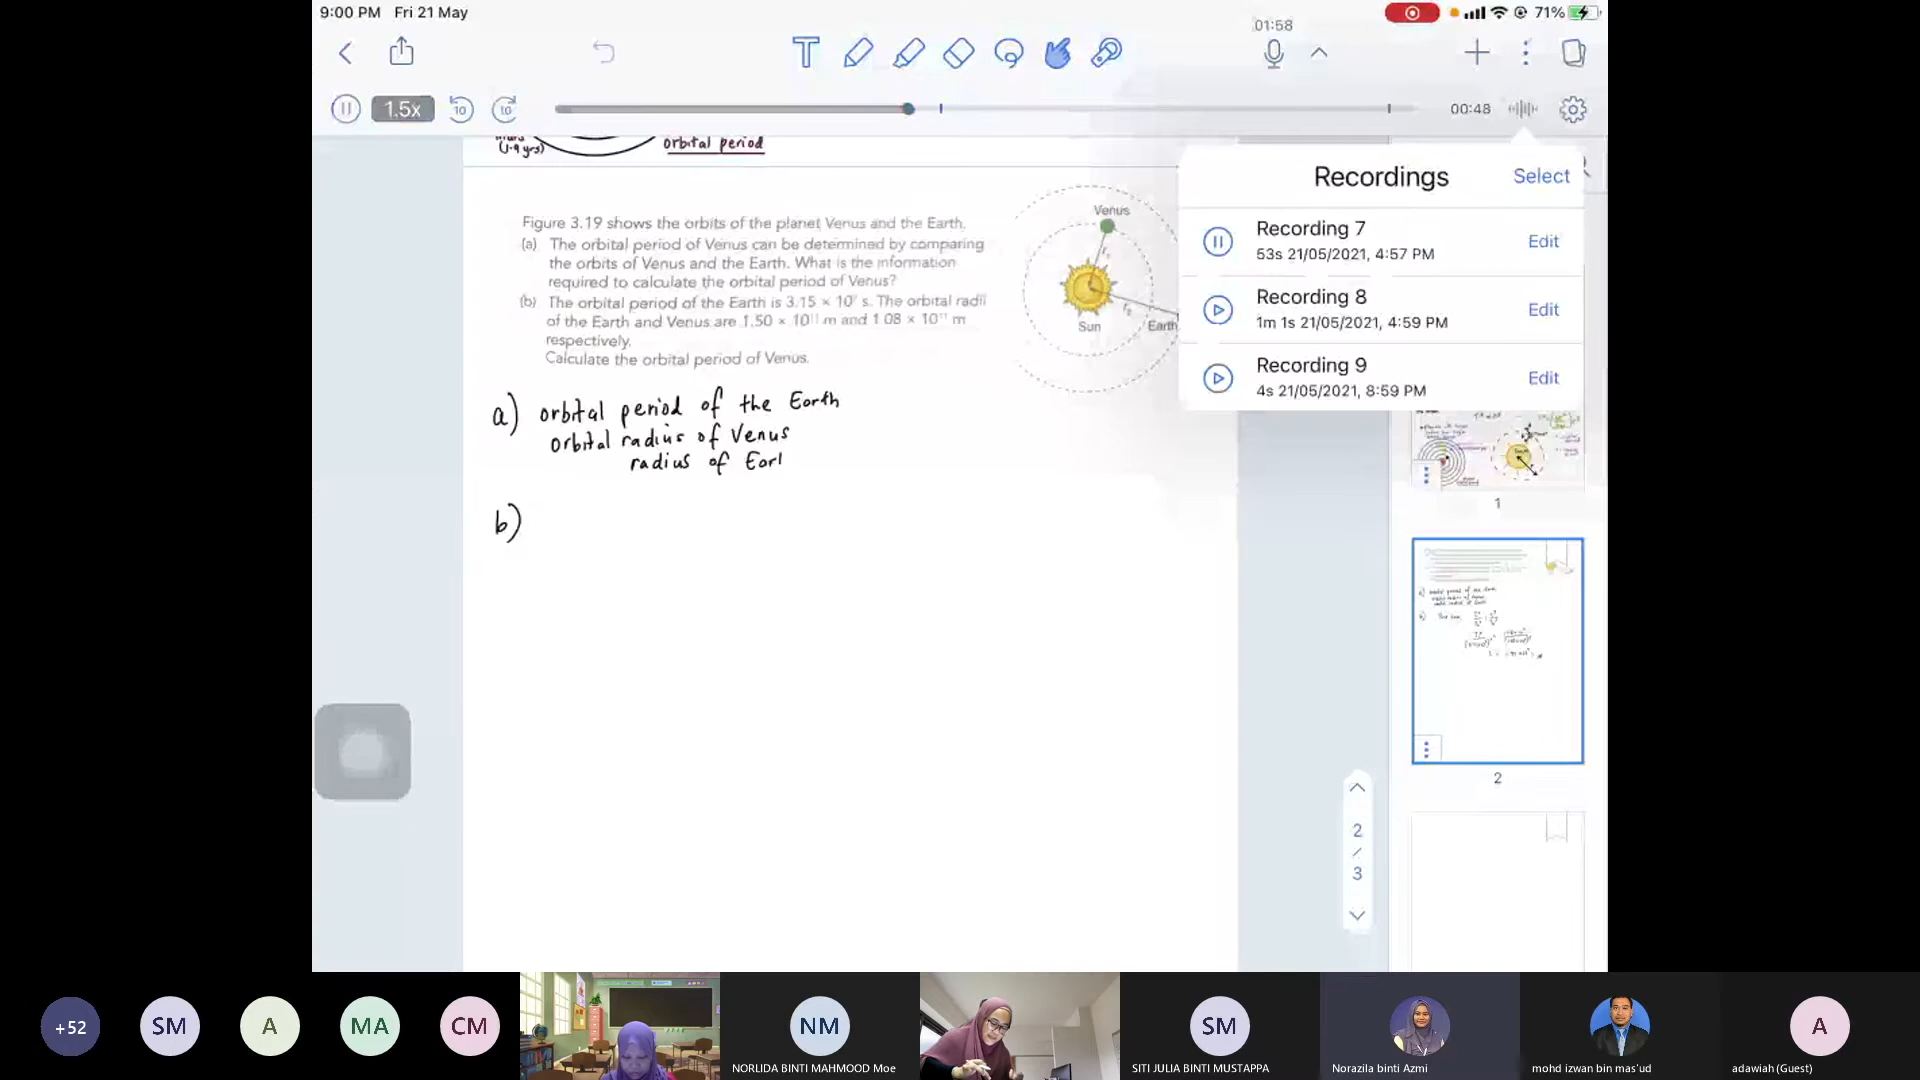 9:00 PM Fri 21 May
71%
01:58
T
1.5x
10
10
00:48
(1.9 yrs)
orbital period
Recordings
Select
Recording 7
53s 21/05/2021, 4:57 PM
Edit
Recording 8
1m 1s 21/05/2021, 4:59 PM
Edit
Recording 9
4s 21/05/2021, 8:59 PM
Edit
Figure 3.19 shows the orbits of the planet Venus and the Earth.
(a) The orbital period of Venus can be determined by comparing
the orbits of Venus and the Earth. What is the information
required to calculate the orbital period of Venus?
(b) The orbital period of the Earth is 3.15 × 10⁷ s. The orbital radii
of the Earth and Venus are 1.50 × 10¹¹ m and 1.08 × 10¹¹ m
respectively.
Calculate the orbital period of Venus.
Venus
r₁
r₂
Sun
Earth
a) orbital period of the Earth
orbital radius of Venus
radius of Earl
b)
1
2
2
/
3
+52
SM
A
MA
CM
NM
NORLIDA BINTI MAHMOOD Moe
SM
SITI JULIA BINTI MUSTAPPA
Norazila binti Azmi
mohd izwan bin mas'ud
A
adawiah (Guest)